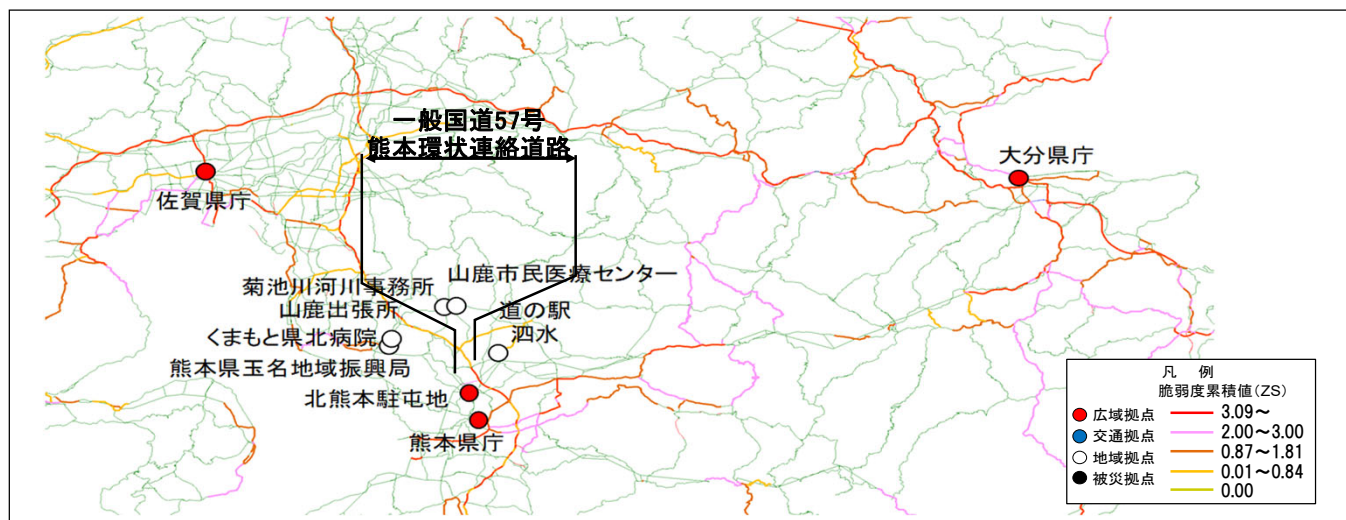 一般国道57号
熊本環状連絡道路
佐賀県庁
大分県庁
菊池川河川事務所
山鹿出張所
山鹿市民医療センター
道の駅
泗水
くまもと県北病院
熊本県玉名地域振興局
北熊本駐屯地
熊本県庁
凡 例
脆弱度累積値(ZS)
広域拠点
3.09～
交通拠点
2.00～3.00
地域拠点
0.87～1.81
被災拠点
0.01～0.84
0.00